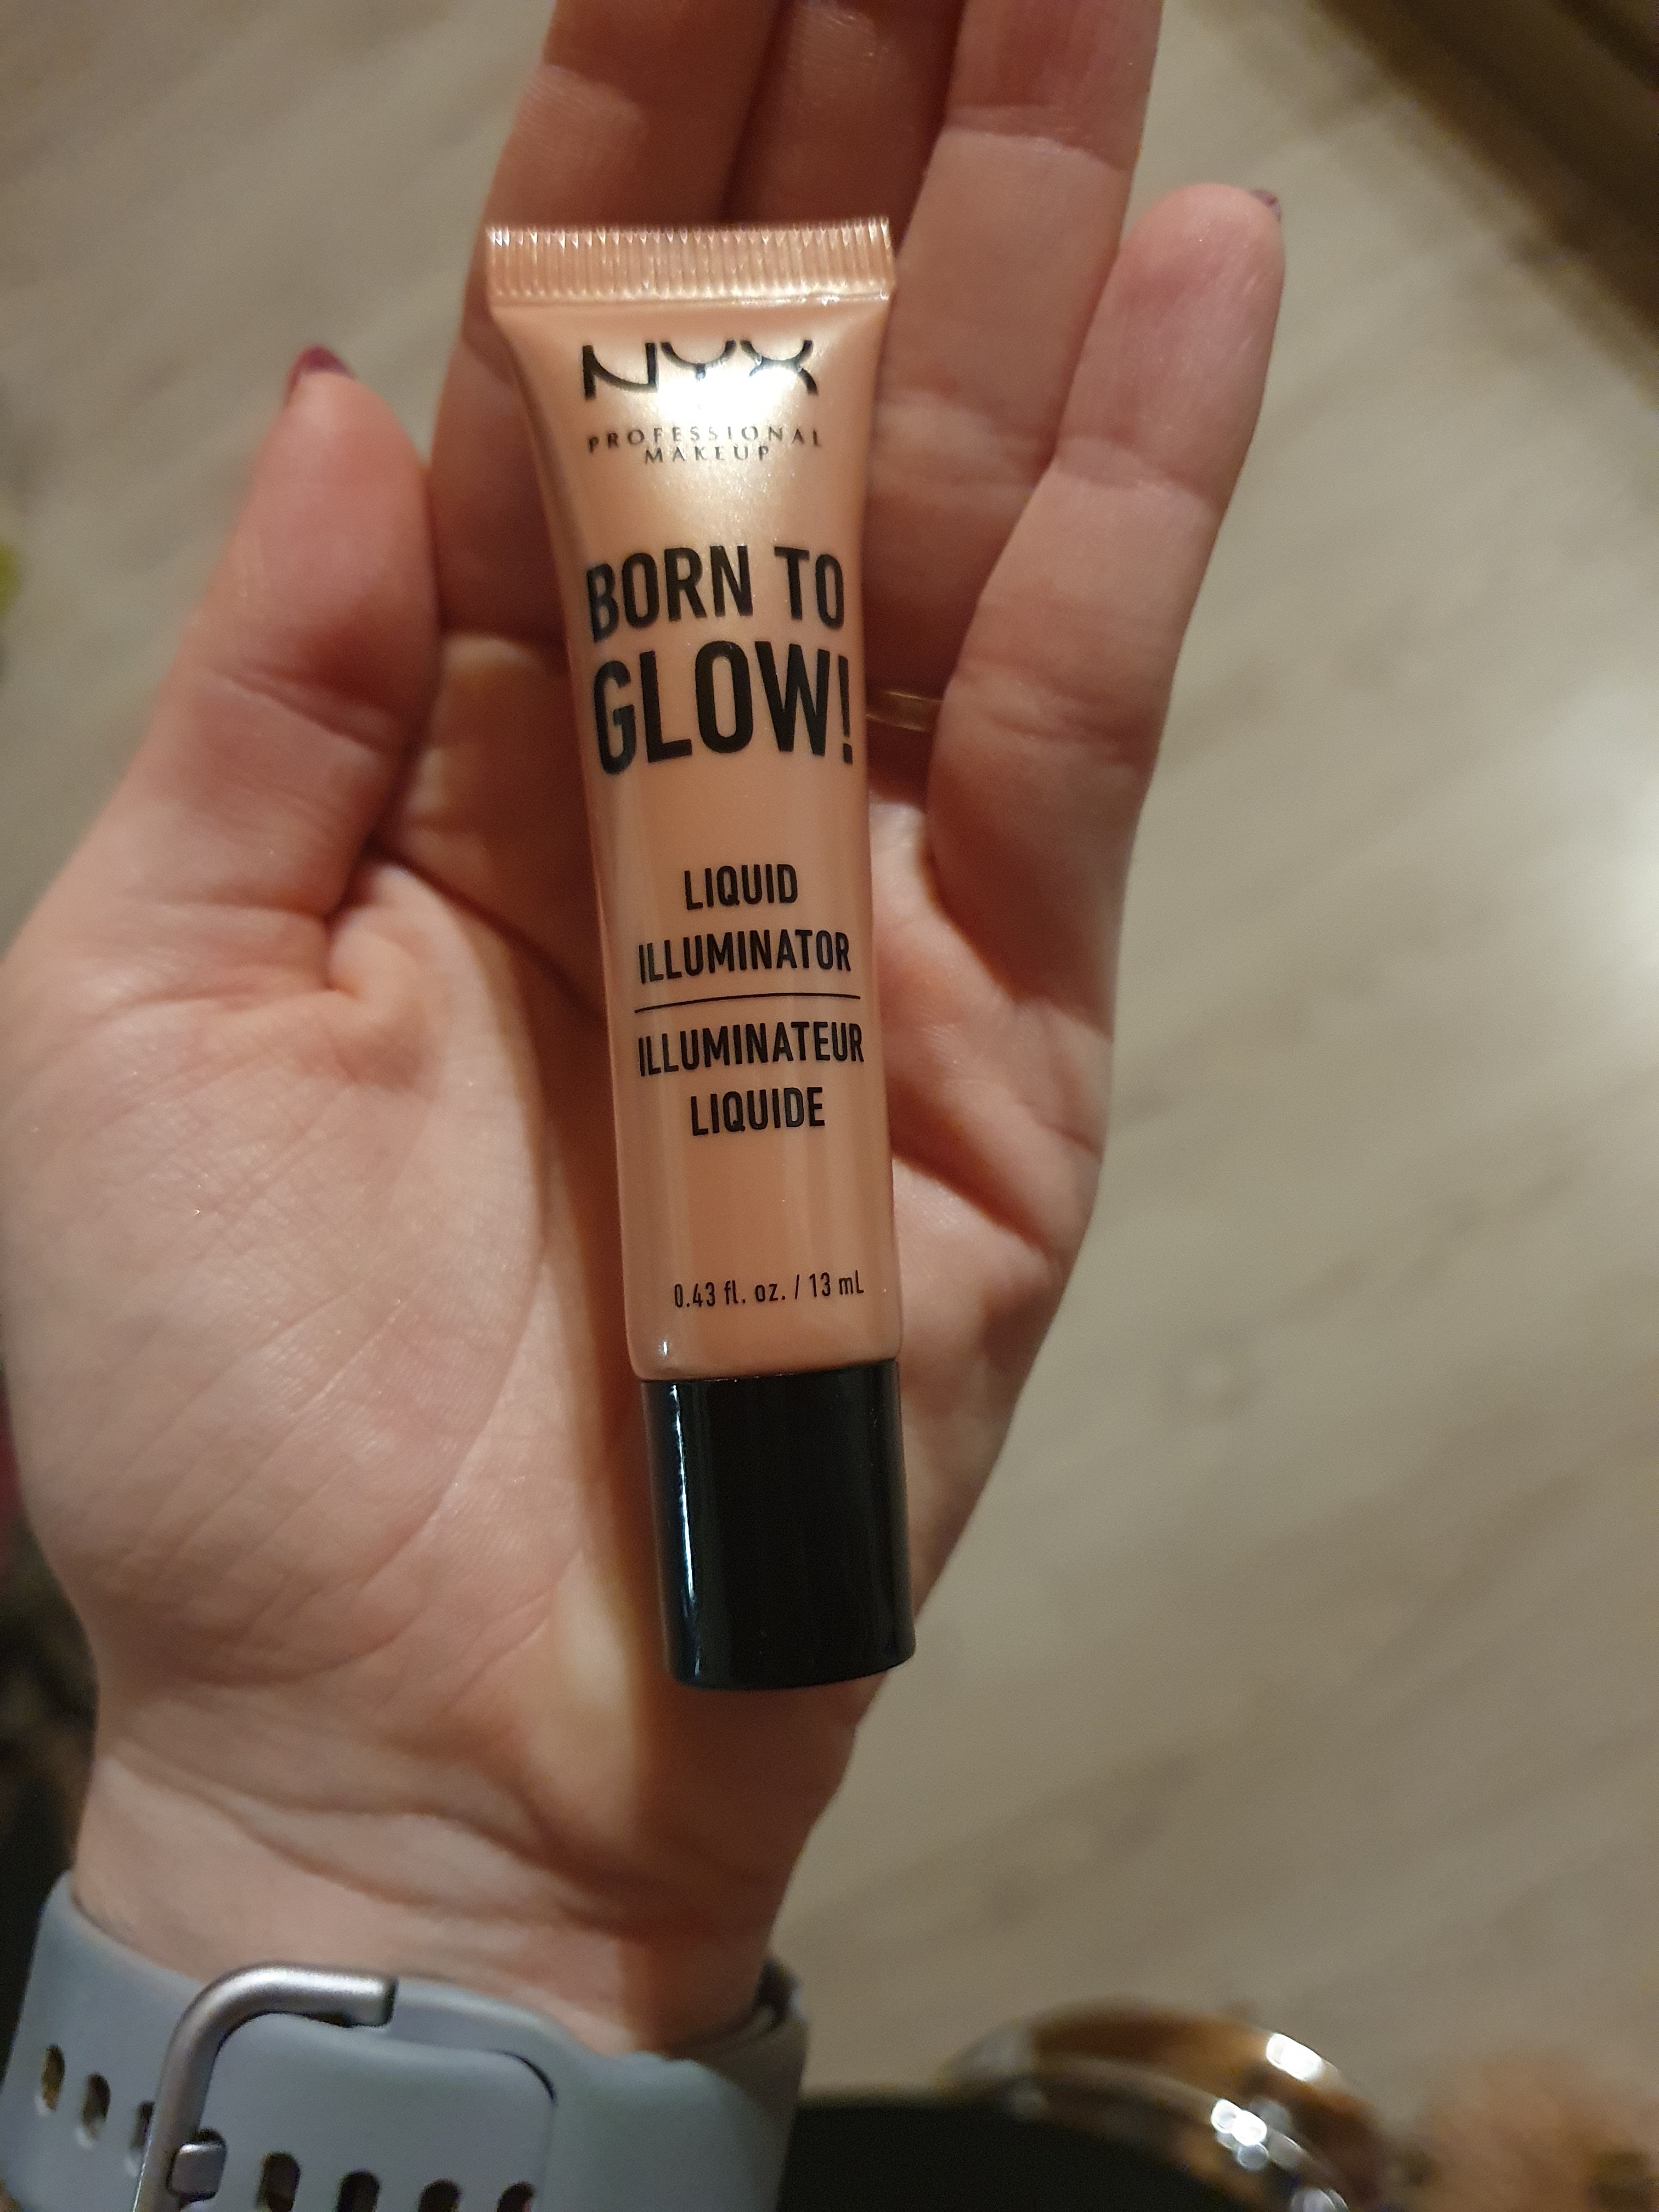 NYX
PROFESSIONAL
MAKEUP
BORN TO
GLOW!
LIQUID
ILLUMINATOR
ILLUMINATEUR
LIQUIDE
0.43 fl. oz. / 13 mL